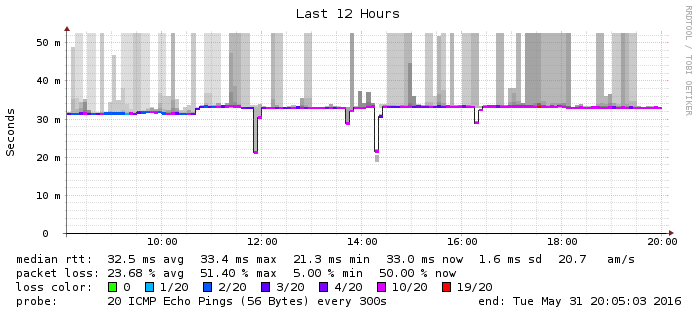 Last 12 Hours
RRDTOOL / TOBI OETIKER
Seconds
50 m
40 m
30 m
20 m
10 m
0
10:00 12:00 14:00 16:00 18:00 20:00
median rtt: 32.5 ms avg 33.4 ms max 21.3 ms min 33.0 ms now 1.6 ms sd 20.7 am/s
packet loss: 23.68 % avg 51.40 % max 5.00 % min 50.00 % now
loss color: 0 1/20 2/20 3/20 4/20 10/20 19/20
probe: 20 ICMP Echo Pings (56 Bytes) every 300s end: Tue May 31 20:05:03 2016